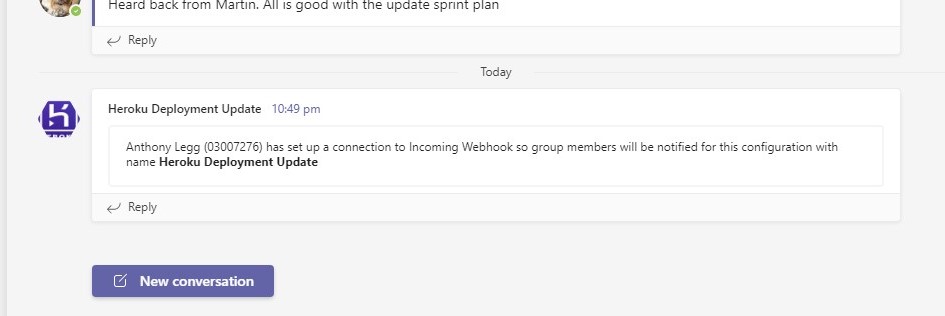 Heard back from Martin. All is good with the update sprint plan
Reply
Today
Heroku Deployment Update 10:49 pm
Anthony Legg (03007276) has set up a connection to Incoming Webhook so group members will be notified for this configuration with
name Heroku Deployment Update
Reply
New conversation